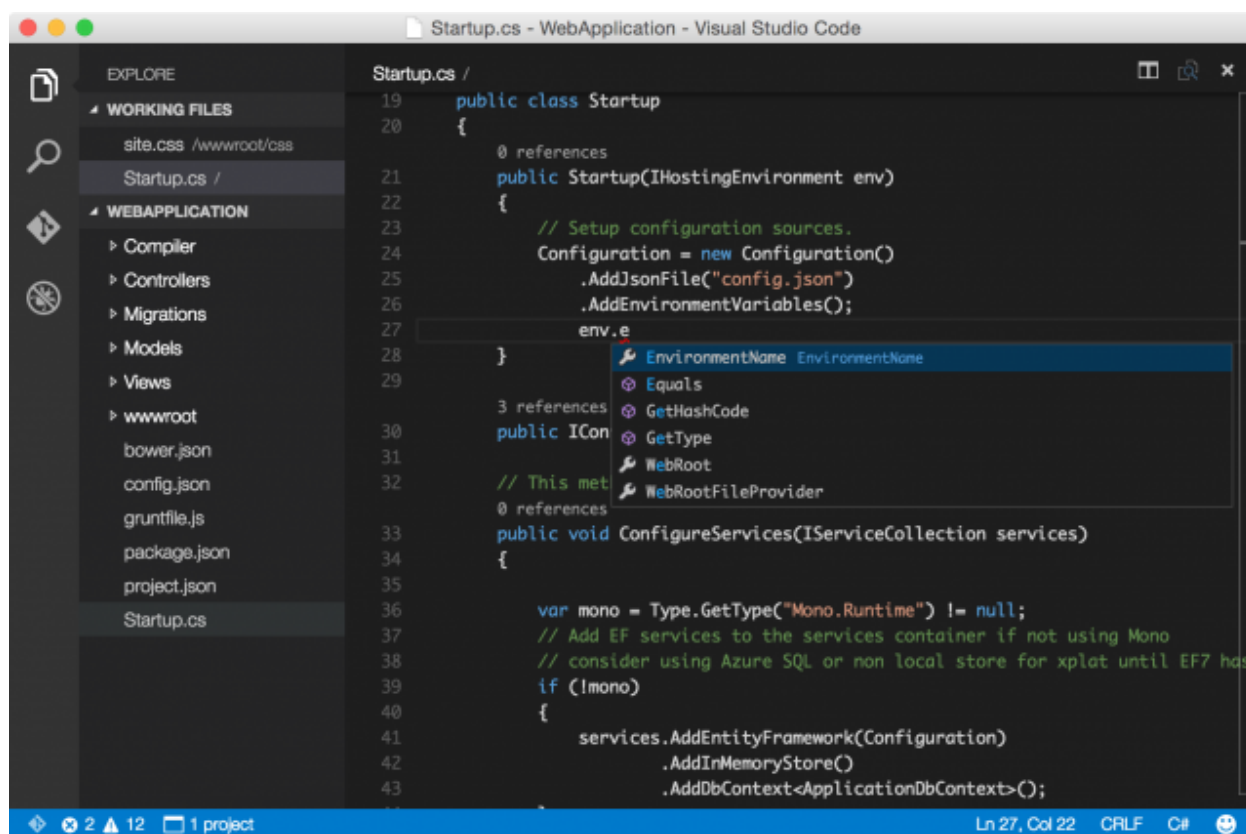 Startup.cs - WebApplication - Visual Studio Code
EXPLORE
WORKING FILES
site.css /wwwroot/css
Startup.cs /
WEBAPPLICATION
Compiler
Controllers
Migrations
Models
Views
wwwroot
bower.json
config.json
gruntfile.js
package.json
project.json
Startup.cs
Startup.cs /
19 public class Startup
20 {
0 references
21 public Startup(IHostingEnvironment env)
22 {
23 // Setup configuration sources.
24 Configuration = new Configuration()
25 .AddJsonFile("config.json")
26 .AddEnvironmentVariables();
27 env.e
28 }
29
EnvironmentName EnvironmentName
Equals
GetHashCode
GetType
WebRoot
WebRootFileProvider
3 references
30 public ICon
31
32 // This met
0 references
33 public void ConfigureServices(IServiceCollection services)
34 {
35
36 var mono = Type.GetType("Mono.Runtime") != null;
37 // Add EF services to the services container if not using Mono
38 // consider using Azure SQL or non local store for xplat until EF7 has
39 if (!mono)
40 {
41 services.AddEntityFramework(Configuration)
42 .AddInMemoryStore()
43 .AddDbContext<ApplicationDbContext>();
2 12 1 project
Ln 27, Col 22 CRLF C#